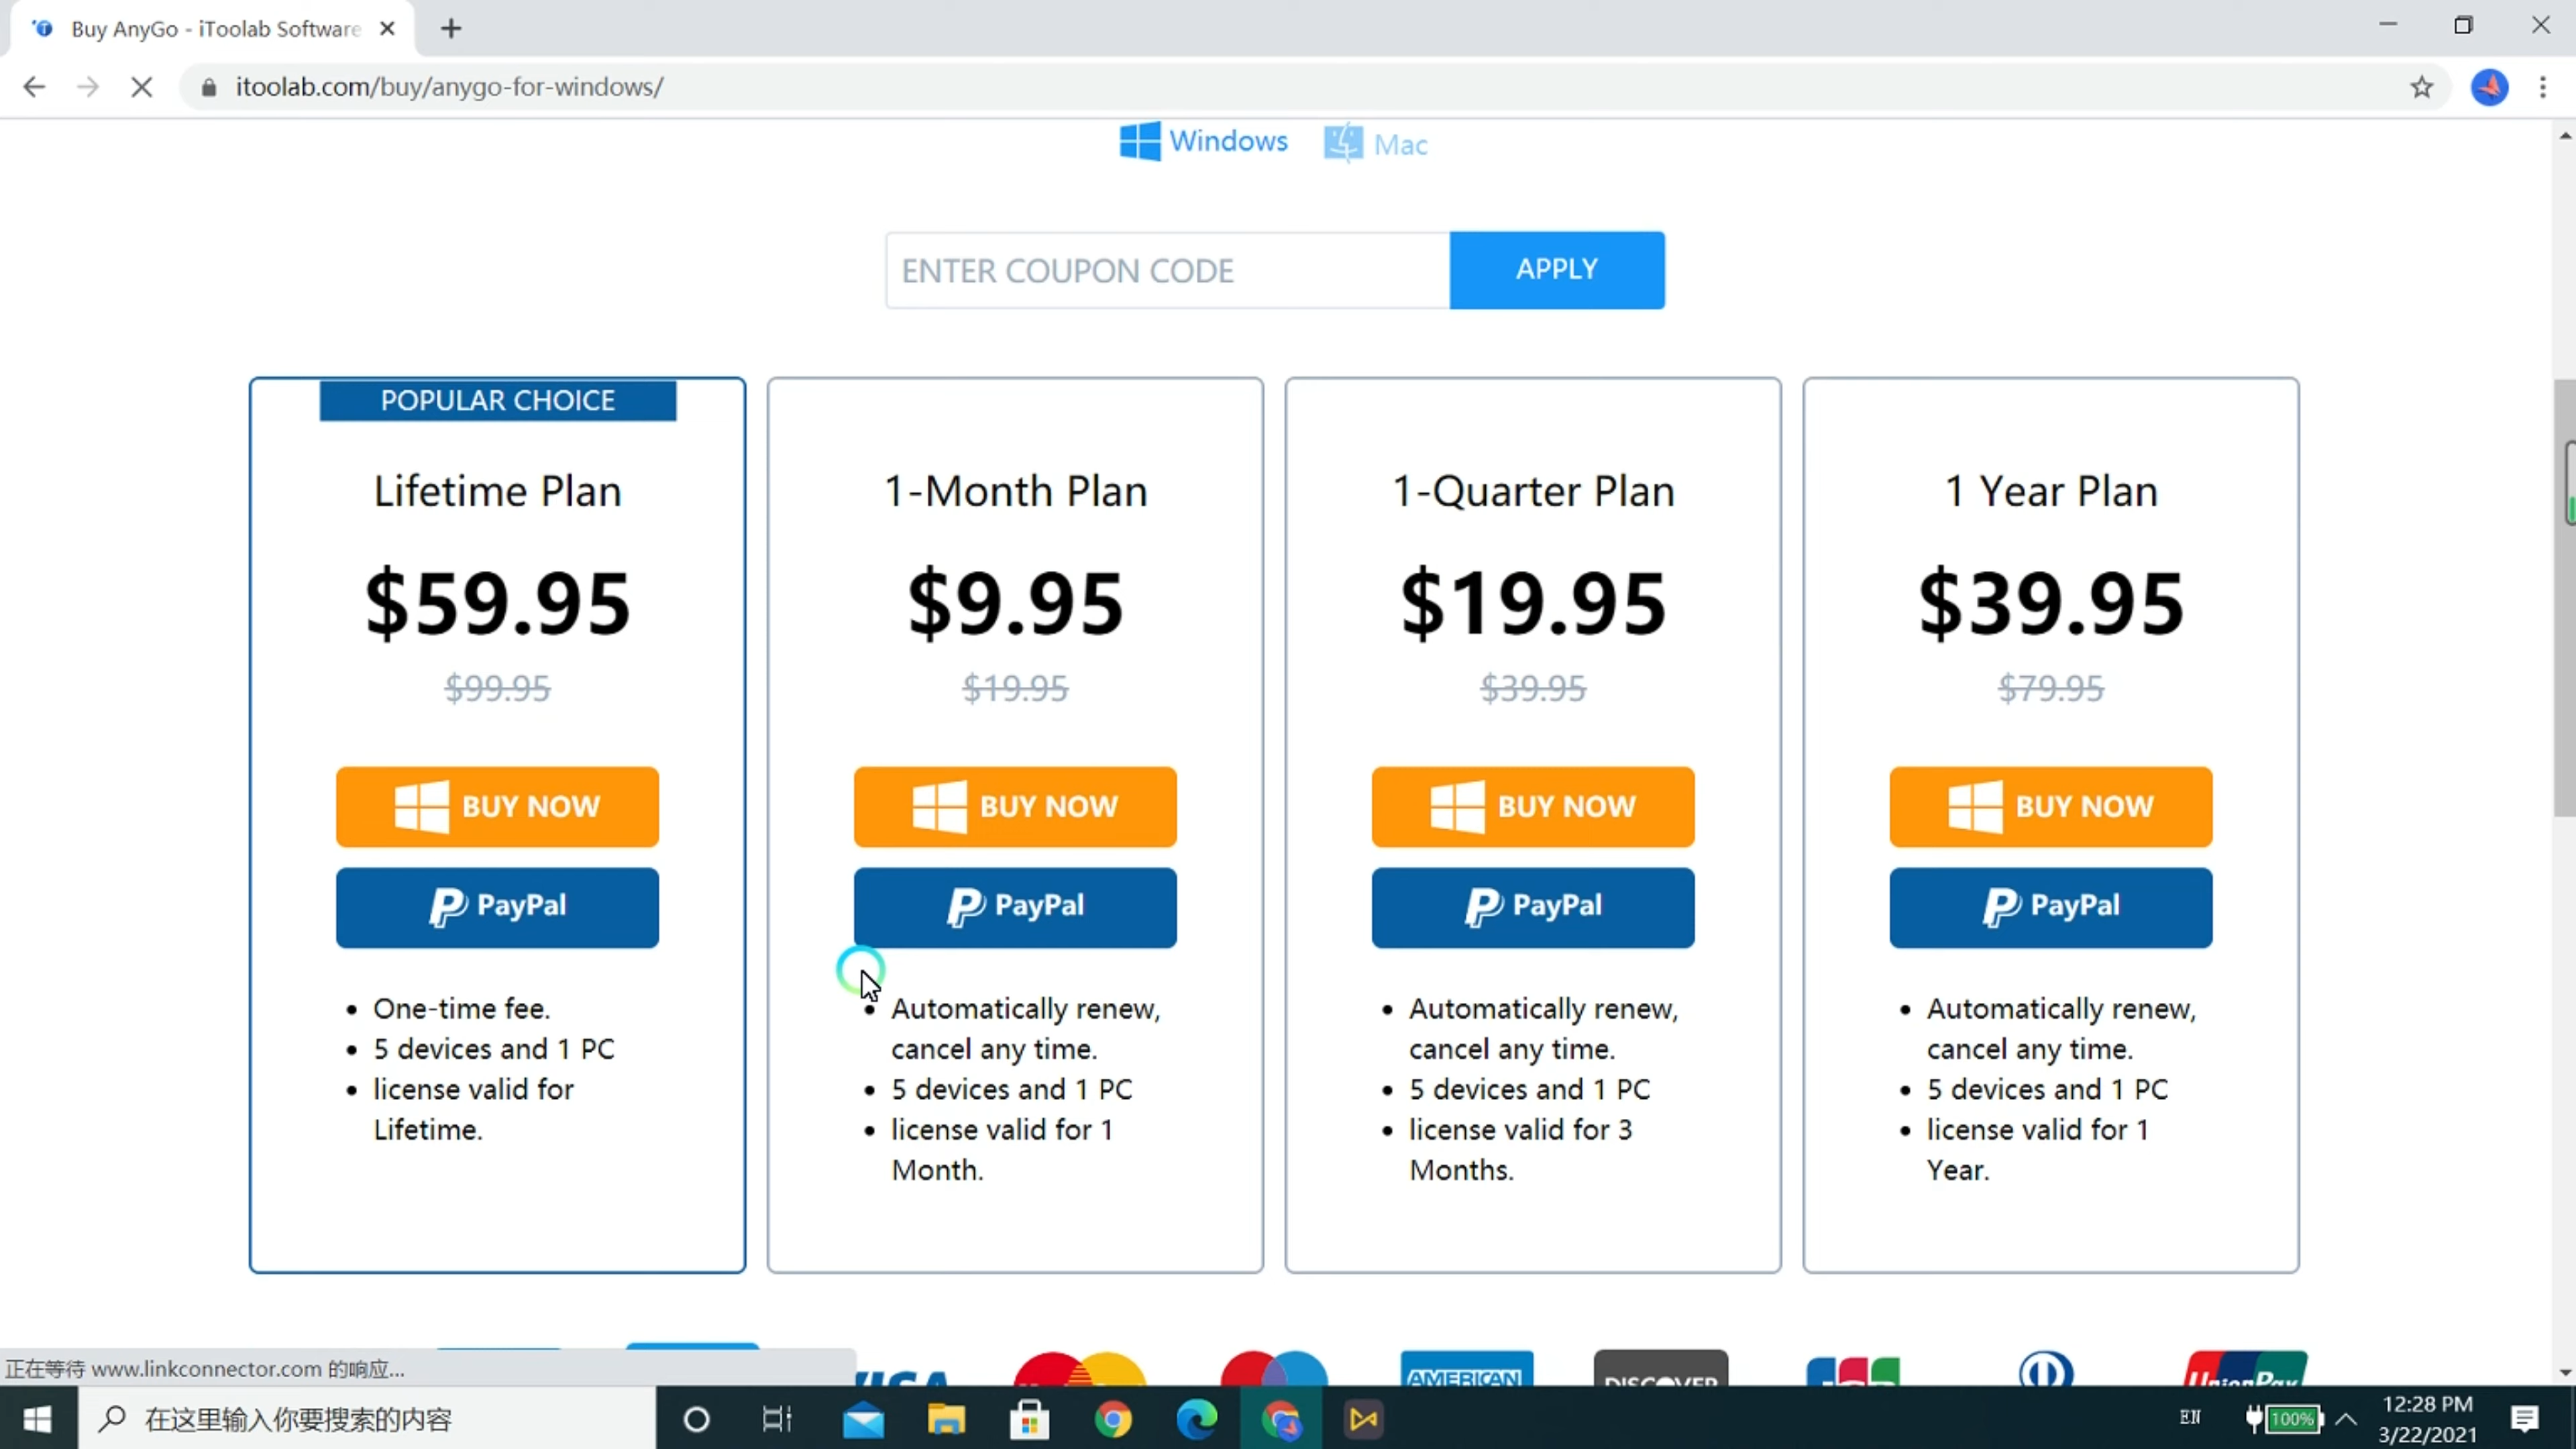 Buy AnyGo - iToolab Software
itoolab.com/buy/anygo-for-windows/
Windows
Mac
ENTER COUPON CODE
APPLY
POPULAR CHOICE
Lifetime Plan
$59.95
$99.95
BUY NOW
PayPal
One-time fee.
5 devices and 1 PC
license valid for
Lifetime.
1-Month Plan
$9.95
$19.95
BUY NOW
PayPal
Automatically renew,
cancel any time.
5 devices and 1 PC
license valid for 1
Month.
1-Quarter Plan
$19.95
$39.95
BUY NOW
PayPal
Automatically renew,
cancel any time.
5 devices and 1 PC
license valid for 3
Months.
1 Year Plan
$39.95
$79.95
BUY NOW
PayPal
Automatically renew,
cancel any time.
5 devices and 1 PC
license valid for 1
Year.
VISA
AMERICAN
DISCOVER
JCB
UnionPay
正在等待 www.linkconnector.com 的响应...
在这里输入你要搜索的内容
EN
100%
12:28 PM
3/22/2021